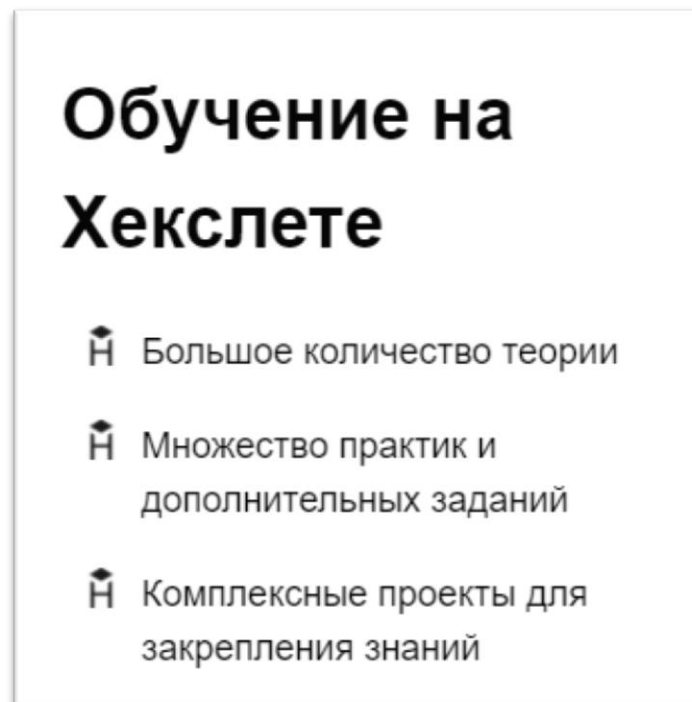 Обучение на
Хекслете
Большое количество теории
Множество практик и
дополнительных заданий
Комплексные проекты для
закрепления знаний